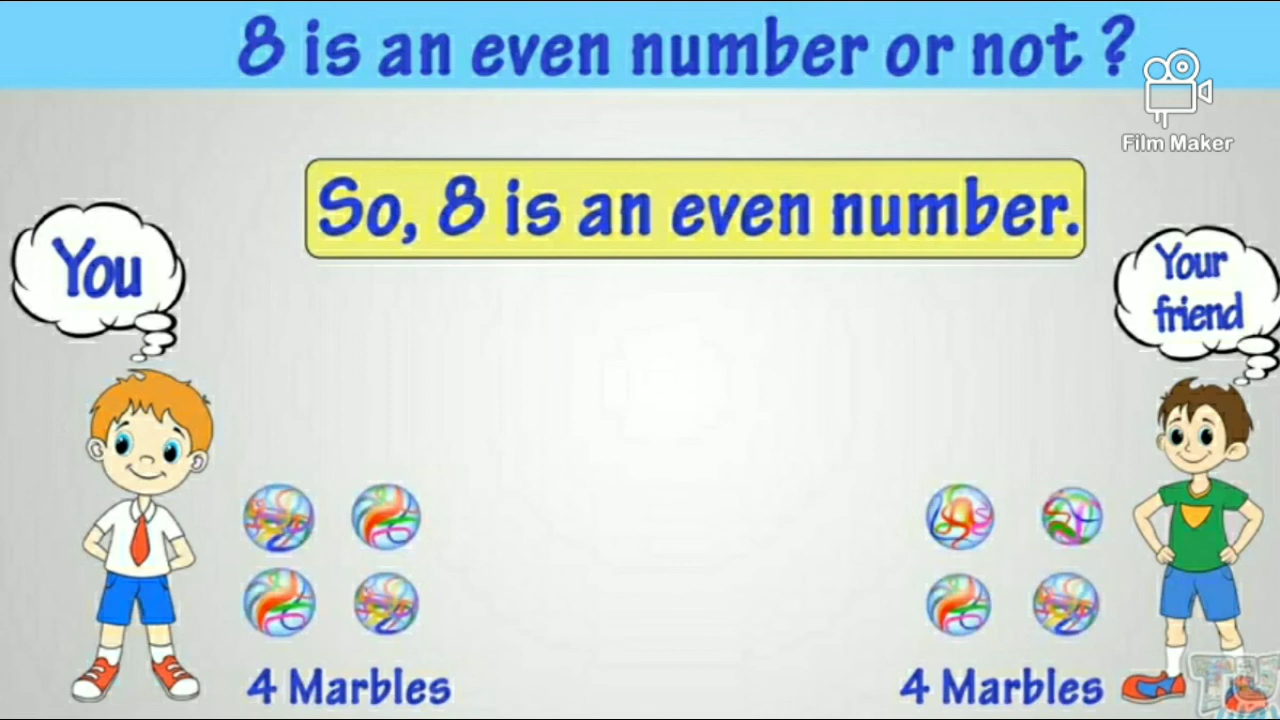 8 is an even number or not ?
Film Maker
So, 8 is an even number.
You
Your
friend
4 Marbles
4 Marbles